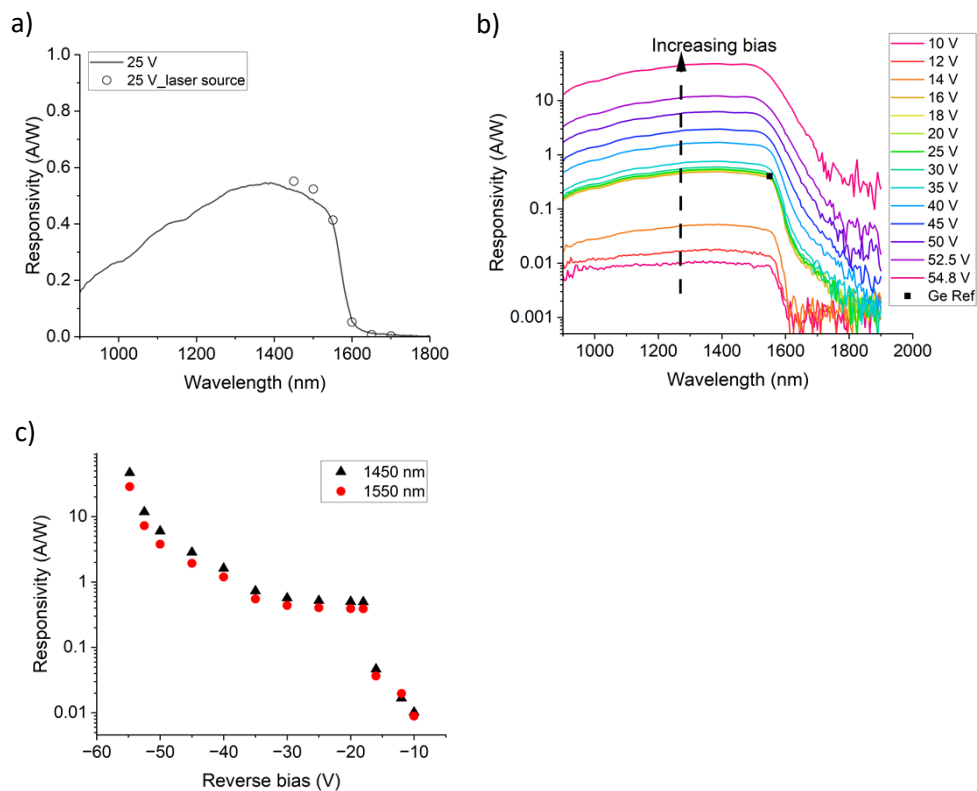 a)
1.0
0.8
0.6
0.4
0.2
0.0
Responsivity (A/W)
25 V
25 V_laser source
1000
1200
1400
1600
1800
Wavelength (nm)
b)
10
1
0.1
0.01
0.001
Responsivity (A/W)
Increasing bias
1000
1200
1400
1600
1800
2000
Wavelength (nm)
10 V
12 V
14 V
16 V
18 V
20 V
25 V
30 V
35 V
40 V
45 V
50 V
52.5 V
54.8 V
Ge Ref
c)
10
1
0.1
0.01
Responsivity (A/W)
1450 nm
1550 nm
−60
−50
−40
−30
−20
−10
Reverse bias (V)